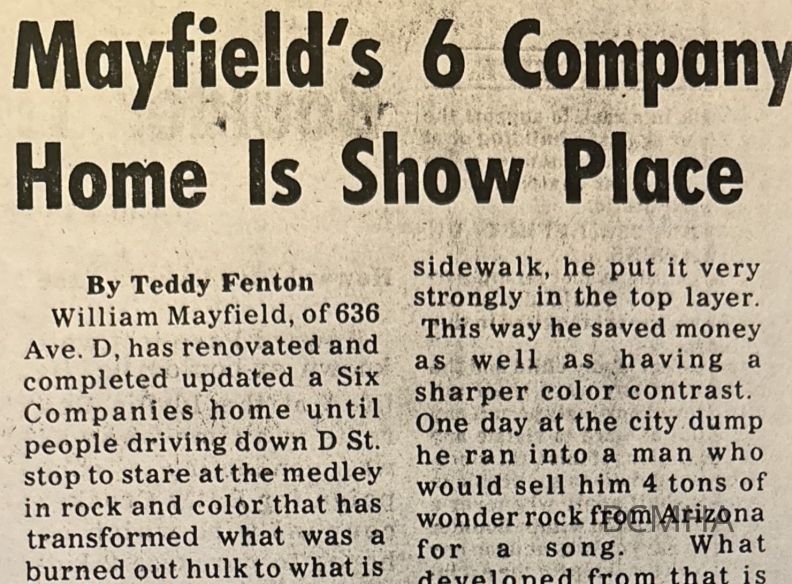 Mayfield's 6 Company
Home Is Show Place
By Teddy Fenton
William Mayfield, of 636
Ave. D, has renovated and
completed updated a Six
Companies home until
people driving down D St.
stop to stare at the medley
in rock and color that has
transformed what was a
burned out hulk to what is
sidewalk, he put it very
strongly in the top layer.
This way he saved money
as well as having a
sharper color contrast.
One day at the city dump
he ran into a man who
would sell him 4 tons of
wonder rock from Arizona
for a song. What
developed from that is
BCMHA